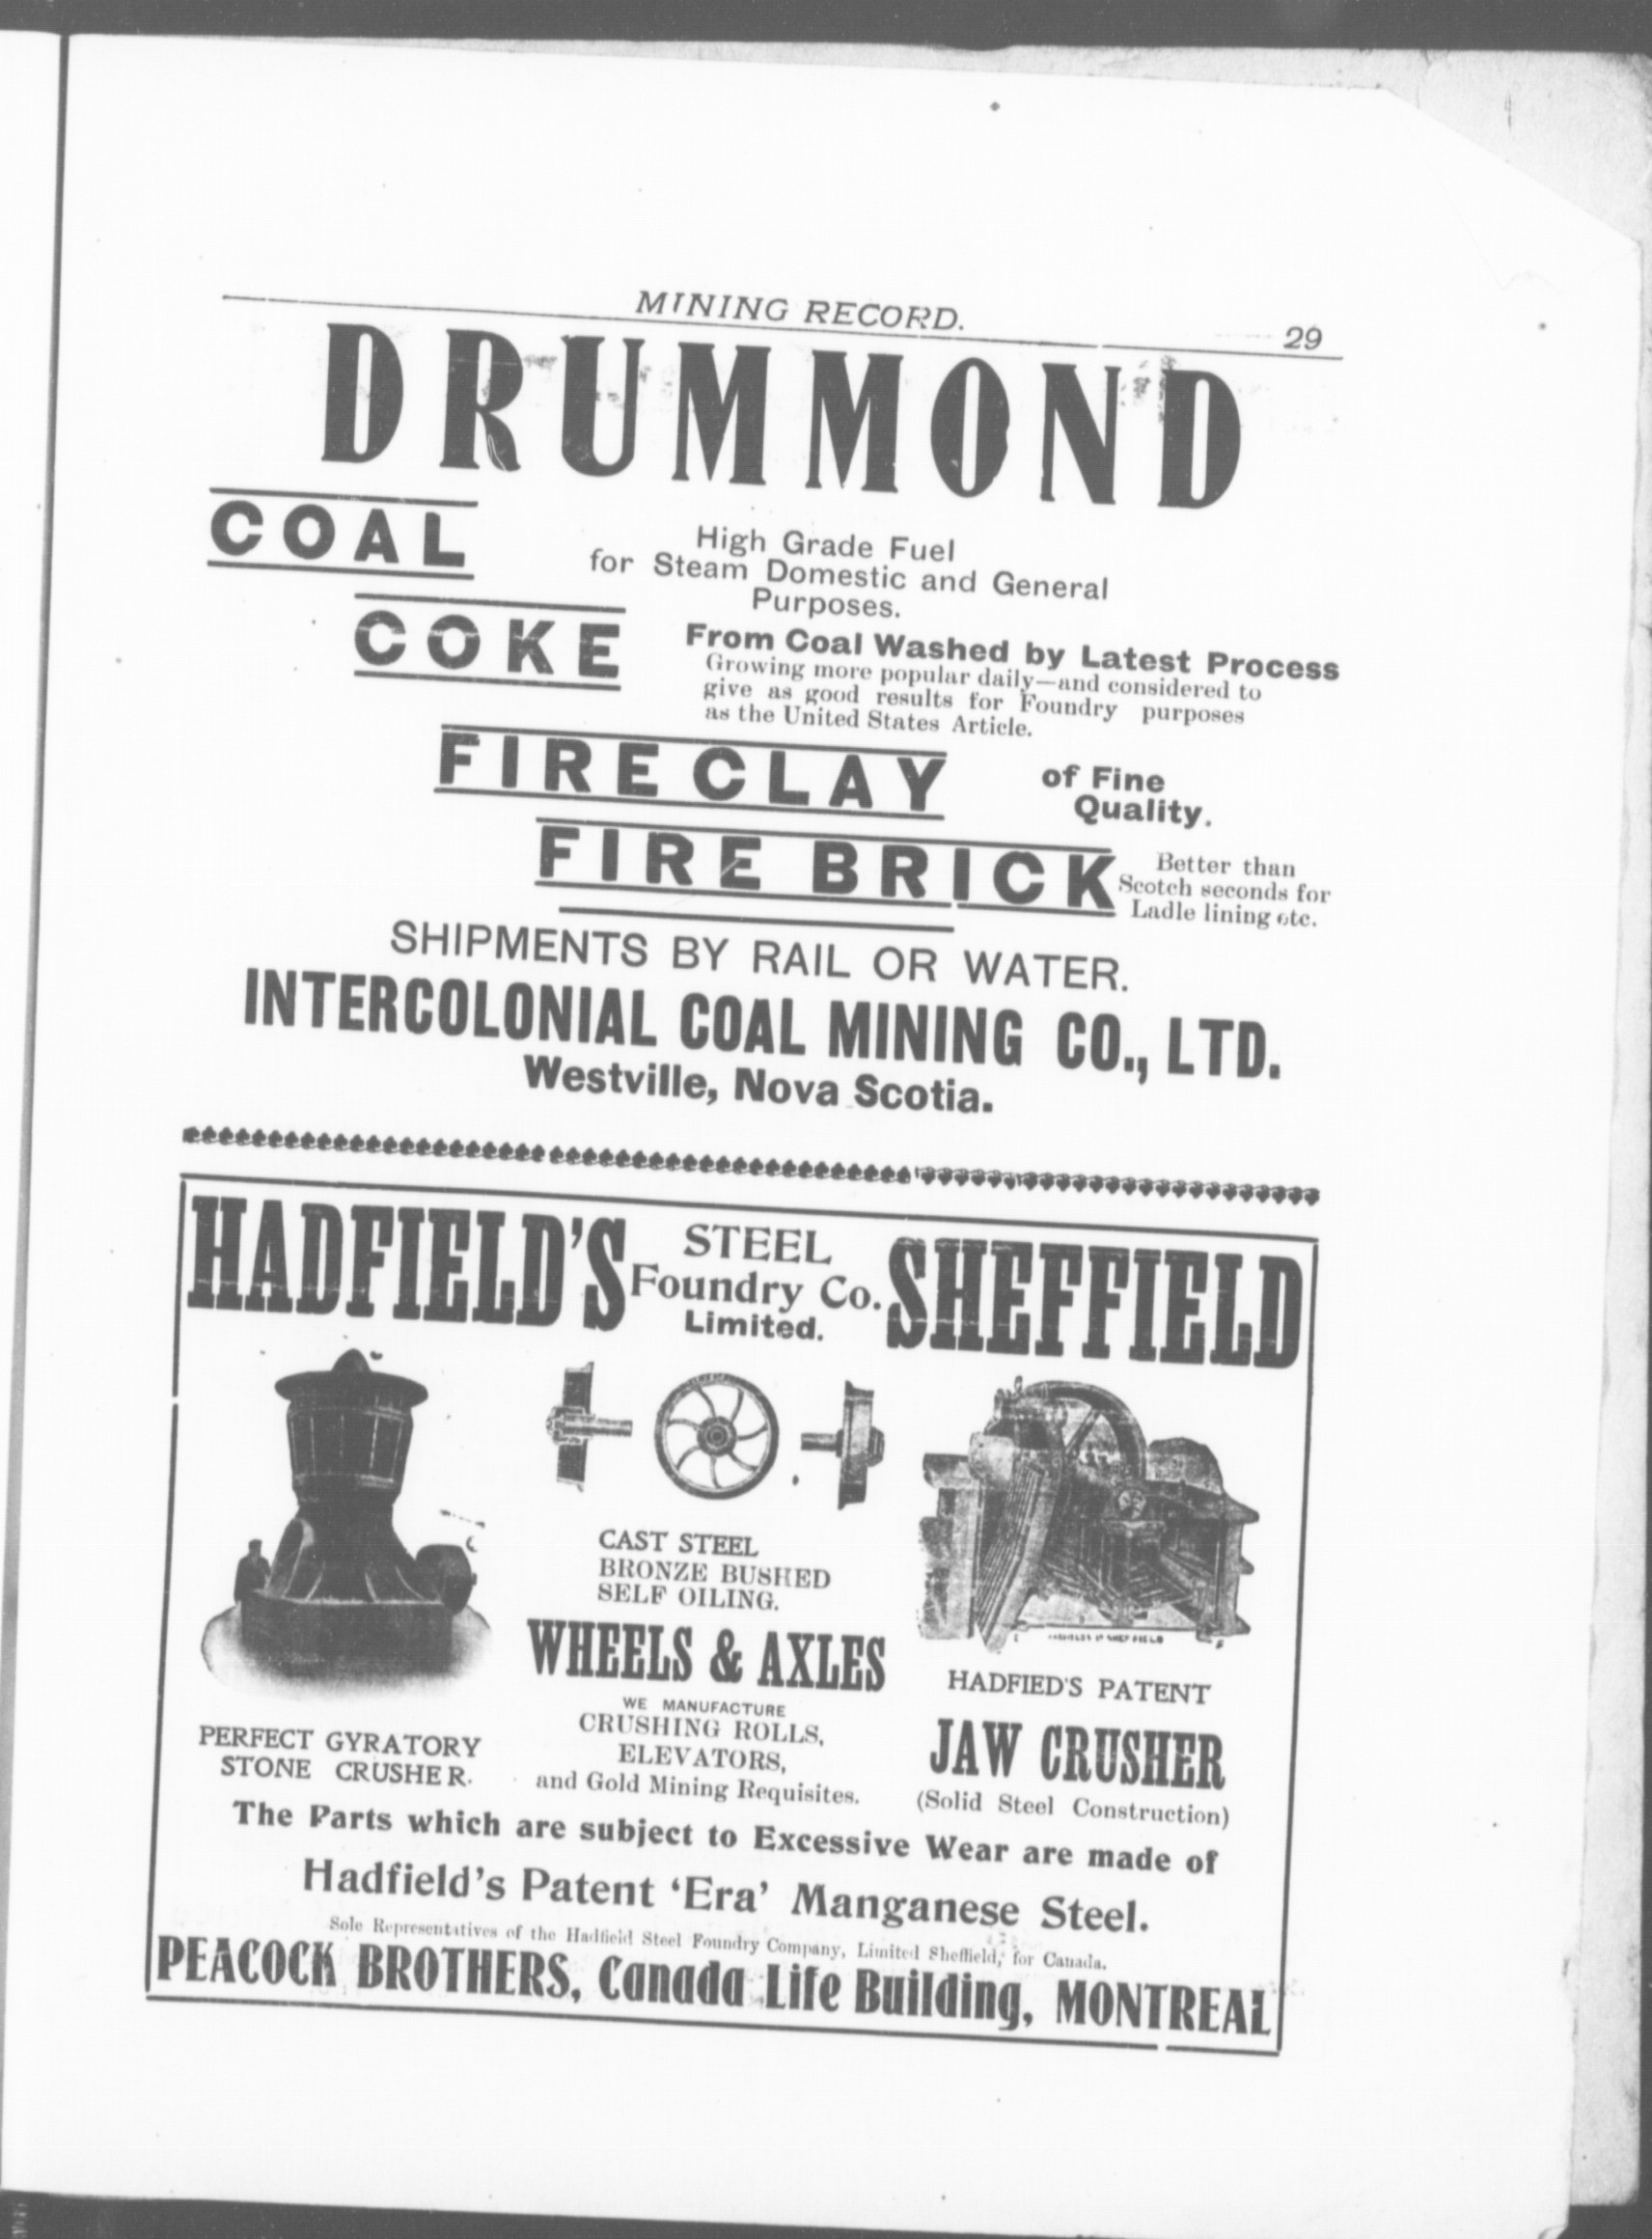 MINING RECORD.
29
DRUMMOND
COAL
High Grade Fuel
for Steam Domestic and General
Purposes.
COKE
From Coal Washed by Latest Process
Growing more popular daily—and considered to
give as good results for Foundry purposes
as the United States Article.
FIRE CLAY
of Fine
Quality.
FIRE BRICK
Better than
Scotch seconds for
Ladle lining etc.
SHIPMENTS BY RAIL OR WATER.
INTERCOLONIAL COAL MINING CO., LTD.
Westville, Nova Scotia.
HADFIELD'S
STEEL
Foundry Co.
Limited.
SHEFFIELD
CAST STEEL
BRONZE BUSHED
SELF OILING.
WHEELS & AXLES
WE MANUFACTURE
CRUSHING ROLLS,
ELEVATORS,
and Gold Mining Requisites.
PERFECT GYRATORY
STONE CRUSHER.
HADFIED'S PATENT
JAW CRUSHER
(Solid Steel Construction)
The Parts which are subject to Excessive Wear are made of
Hadfield's Patent 'Era' Manganese Steel.
Sole Representatives of the Hadfield Steel Foundry Company, Limited Sheffield, for Canada.
PEACOCK BROTHERS, Canada Life Building, MONTREAL